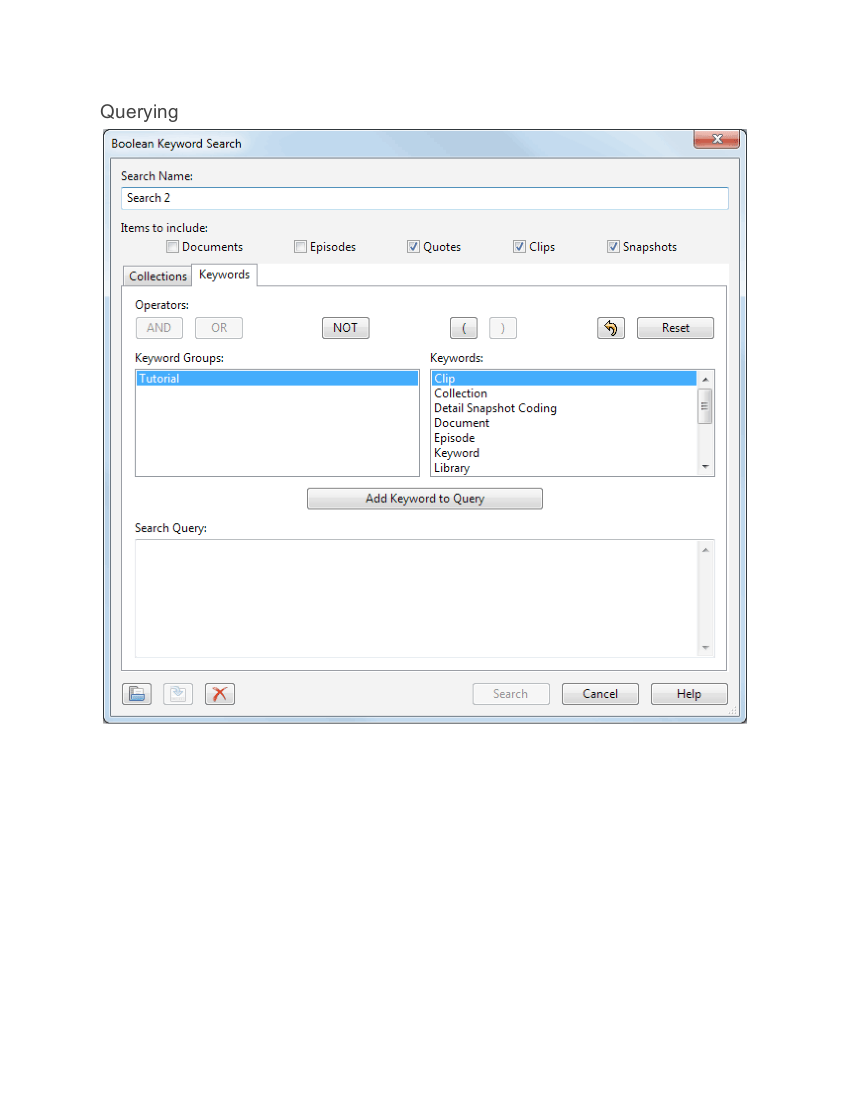 Querying
Boolean Keyword Search
Search Name:
Search 2
Items to include:
Documents Episodes Quotes Clips Snapshots
Collections Keywords
Operators:
AND OR NOT ( ) Reset
Keyword Groups: Keywords:
Tutorial Clip
Collection
Detail Snapshot Coding
Document
Episode
Keyword
Library
Add Keyword to Query
Search Query:
Search Cancel Help